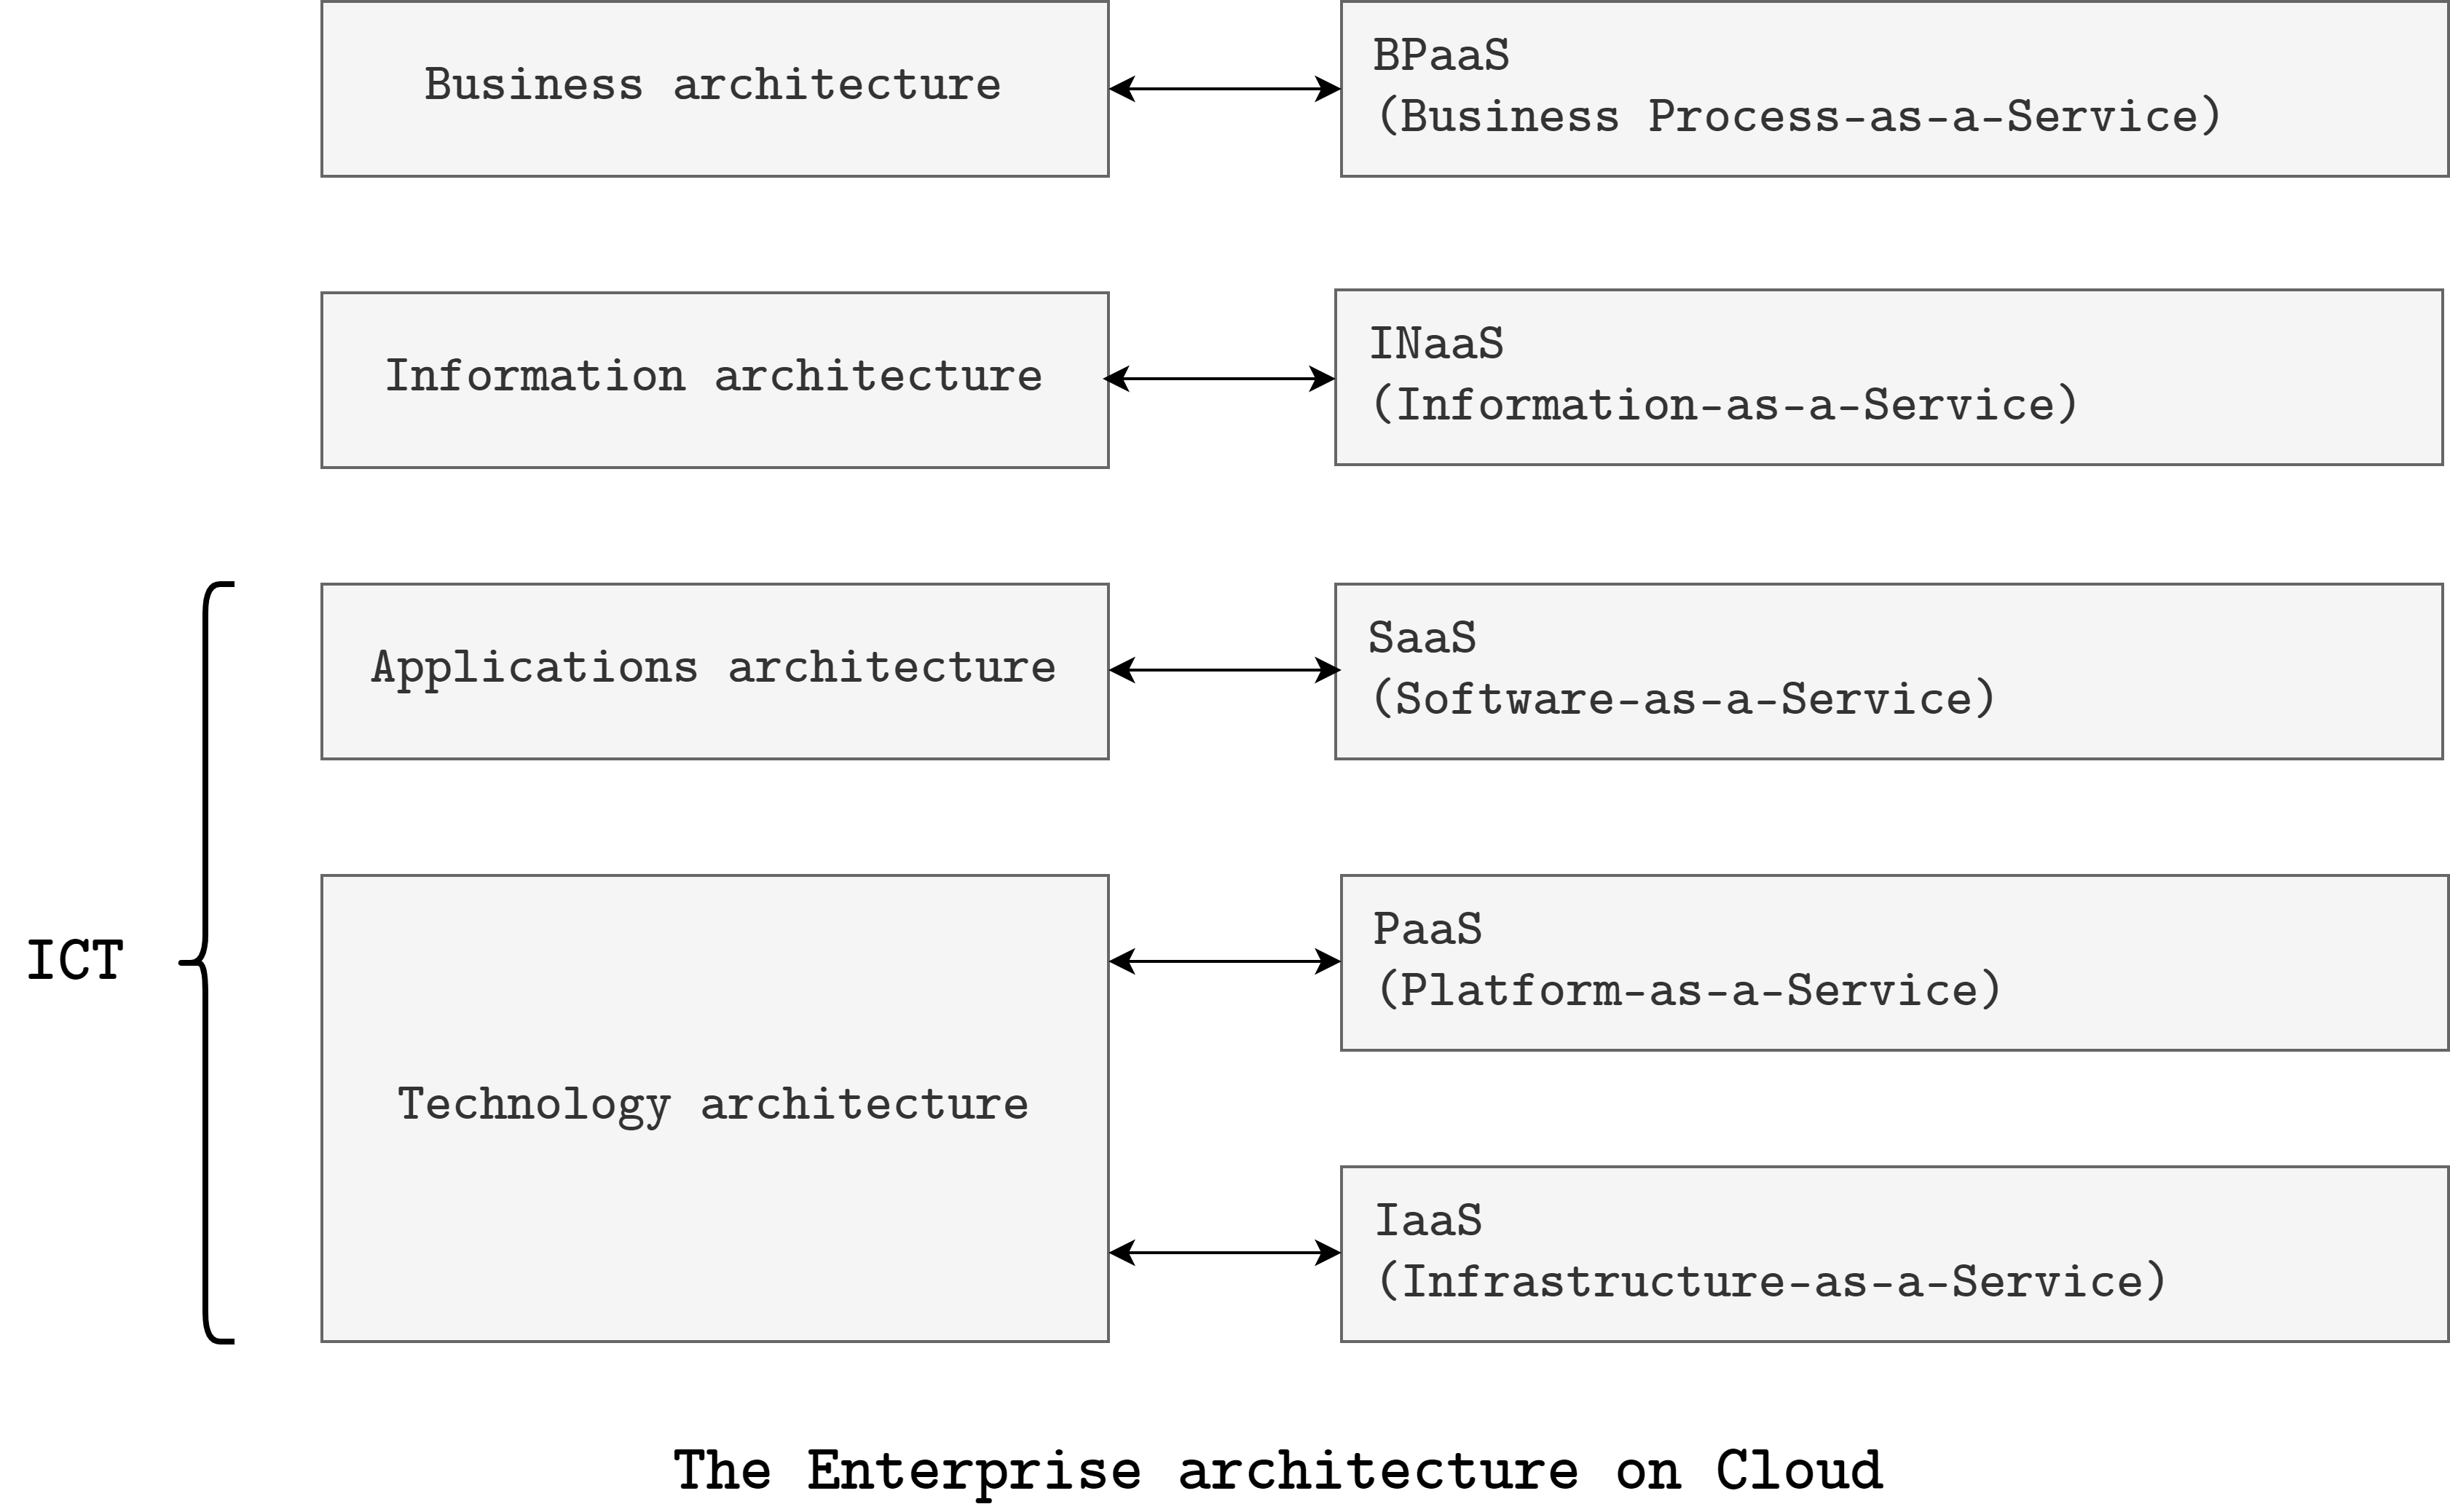 Business architecture
BPaaS
(Business Process-as-a-Service)
Information architecture
INaaS
(Information-as-a-Service)
Applications architecture
SaaS
(Software-as-a-Service)
ICT
Technology architecture
PaaS
(Platform-as-a-Service)
IaaS
(Infrastructure-as-a-Service)
The Enterprise architecture on Cloud